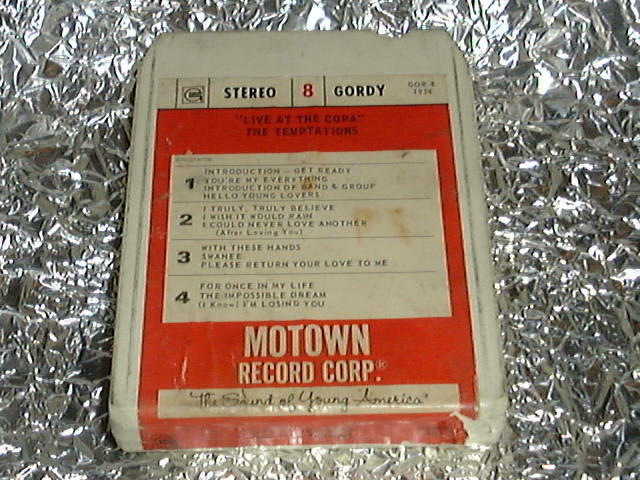 STEREO 8 GORDY GOR-8
1938
"LIVE AT THE COPA"
THE TEMPTATIONS
1 INTRODUCTION - GET READY
YOU'RE MY EVERYTHING
INTRODUCTION OF BAND & GROUP
HELLO YOUNG LOVERS
2 I TRULY, TRULY BELIEVE
I WISH IT WOULD RAIN
I COULD NEVER LOVE ANOTHER
(After Loving You)
3 WITH THESE HANDS
SWANEE
PLEASE RETURN YOUR LOVE TO ME
4 FOR ONCE IN MY LIFE
THE IMPOSSIBLE DREAM
(I Know) I'M LOSING YOU
MOTOWN
RECORD CORP.®
"The Sound of Young America"